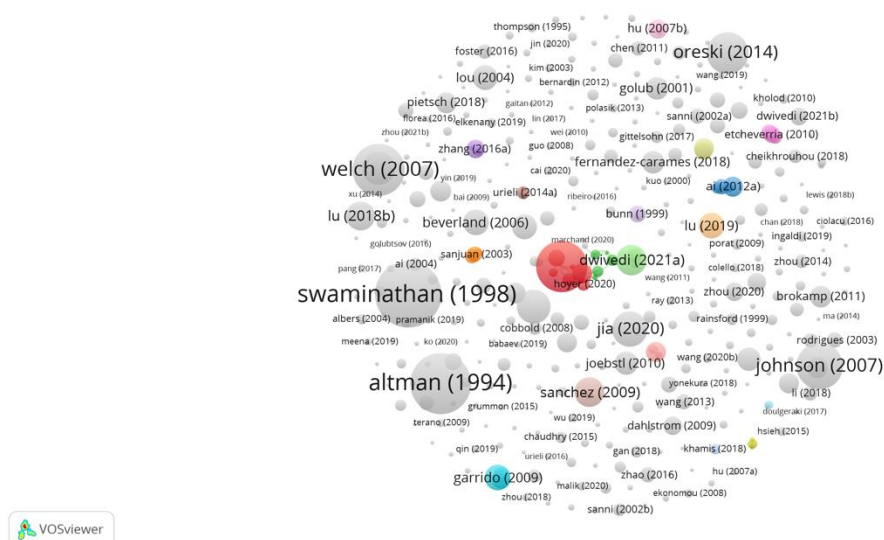 thompson (1995)
hu (2007b)
jin (2020)
chen (2011)
oreski (2014)
foster (2016)
kim (2003)
wang (2019)
lou (2004)
bernardin (2012)
golub (2001)
pietsch (2018)
gaitan (2012)
polasik (2013)
kholod (2010)
florea (2016)
elkenany (2019)
lin (2017)
sanni (2002a)
dwivedi (2021b)
zhou (2021b)
wei (2010)
gittelsohn (2017)
etcheverria (2010)
zhang (2016a)
guo (2008)
fernandez-carames (2018)
cheikhrouhou (2018)
welch (2007)
cai (2020)
yin (2019)
kuo (2000)
ai (2012a)
xu (2014)
bai (2009)
urieli (2014a)
ribeiro (2016)
lewis (2018b)
lu (2018b)
beverland (2006)
bunn (1999)
lu (2019)
chan (2018)
ciolacu (2016)
golubtsov (2016)
marchand (2020)
porat (2009)
ingaldi (2019)
sanjuan (2003)
dwivedi (2021a)
pang (2017)
ai (2004)
wang (2011)
colello (2018)
zhou (2014)
hoyer (2020)
swaminathan (1998)
zhou (2020)
brokamp (2011)
ray (2013)
albers (2004)
pramanik (2019)
cobbold (2008)
jia (2020)
rainsford (1999)
ma (2014)
meena (2019)
ko (2020)
babaev (2019)
rodrigues (2003)
joebstl (2010)
wang (2020b)
johnson (2007)
altman (1994)
sanchez (2009)
yonekura (2018)
li (2018)
grummon (2015)
wang (2013)
doulgeraki (2017)
terano (2009)
wu (2019)
dahlstrom (2009)
hsieh (2015)
chaudhry (2015)
qin (2019)
urieli (2016)
gan (2018)
khamis (2018)
garrido (2009)
zhao (2016)
hu (2007a)
malik (2020)
zhou (2018)
ekonomou (2008)
sanni (2002b)
VOSviewer